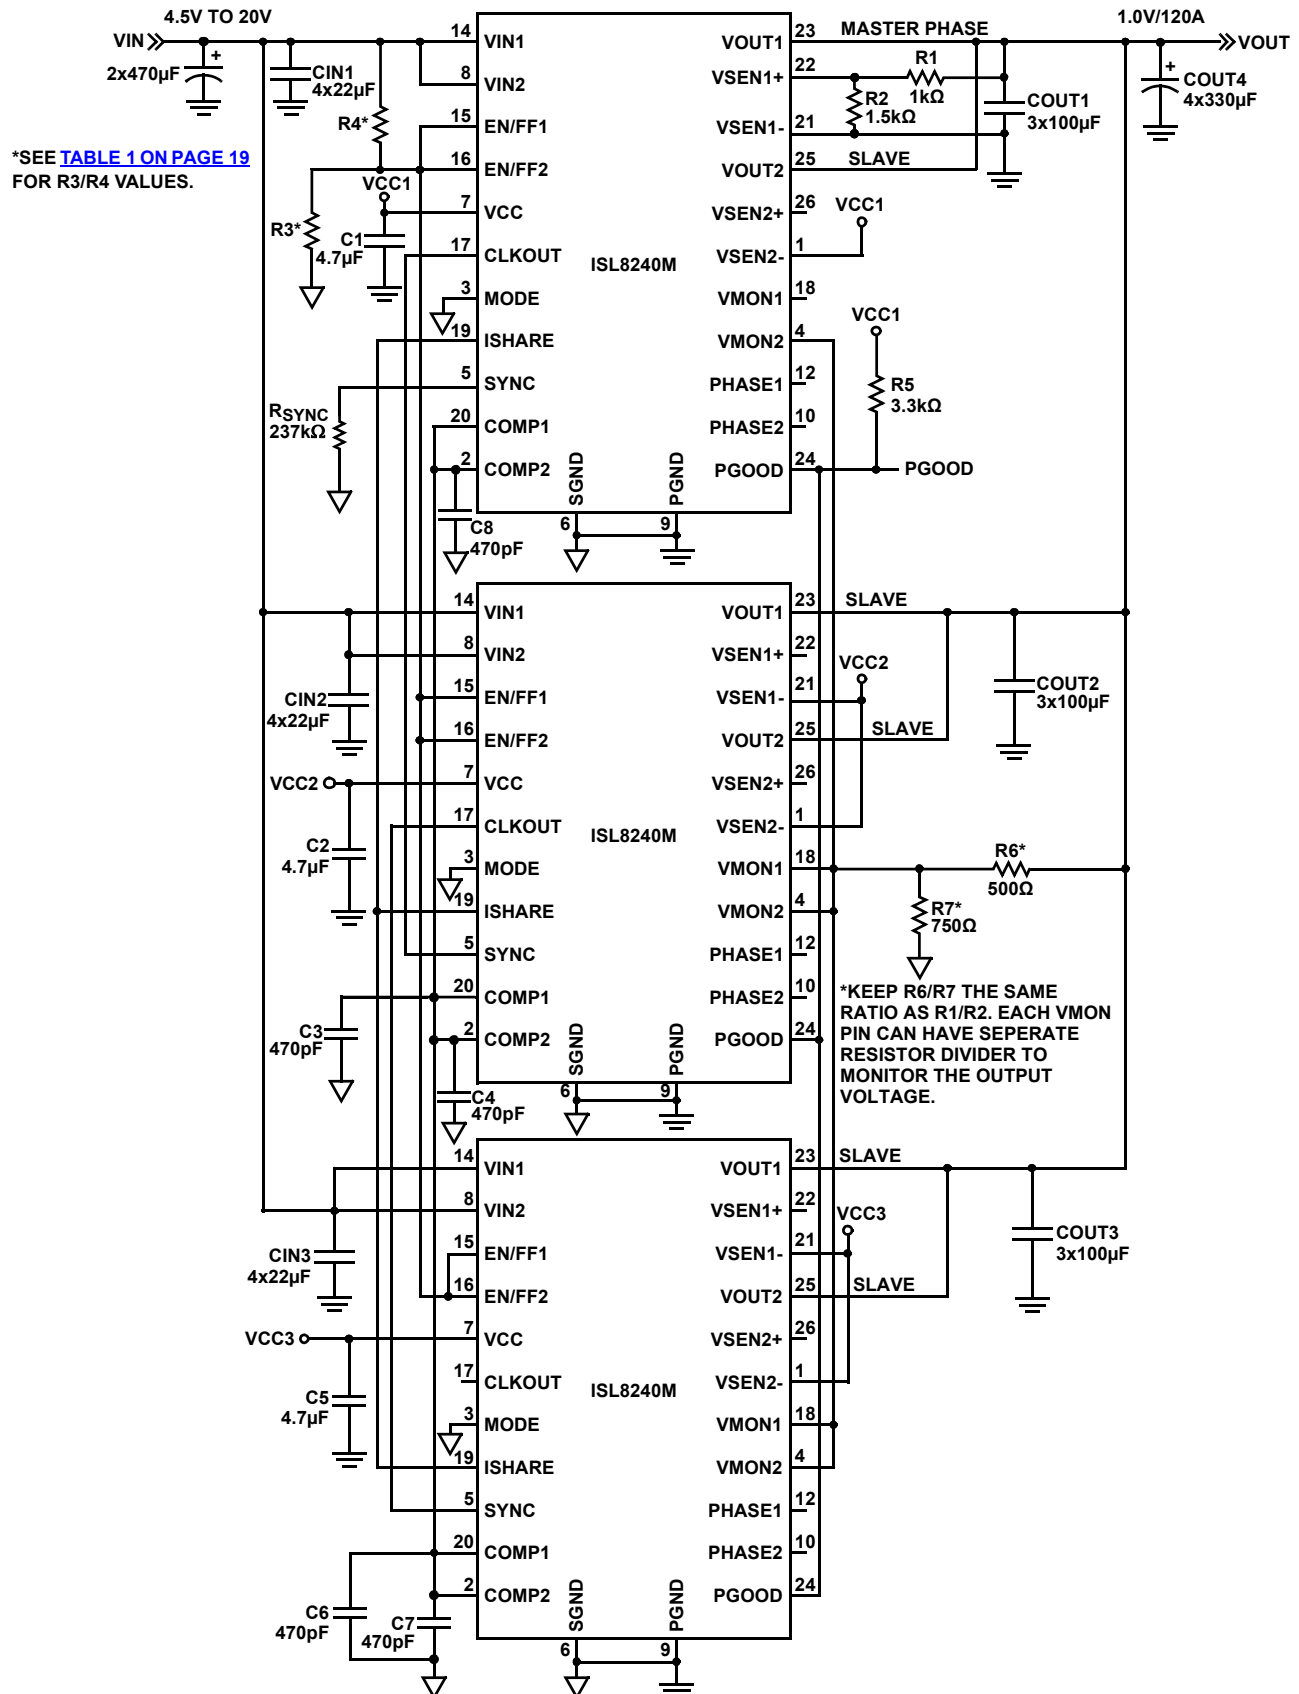 4.5V TO 20V
VIN
2x470µF
+
CIN1
4x22µF
R4*
*SEE TABLE 1 ON PAGE 19
FOR R3/R4 VALUES.
R3*
VCC1
C1
4.7µF
RSYNC
237kΩ
14 VIN1
8 VIN2
15 EN/FF1
16 EN/FF2
7 VCC
17 CLKOUT
3 MODE
19 ISHARE
5 SYNC
20 COMP1
2 COMP2
C8
470pF
ISL8240M
SGND
6
PGND
9
VOUT1 23 MASTER PHASE
VSEN1+ 22
VSEN1- 21
VOUT2 25 SLAVE
VSEN2+ 26
VSEN2- 1
VMON1 18
VMON2 4
PHASE1 12
PHASE2 10
PGOOD 24
PGOOD
R1
1kΩ
R2
1.5kΩ
COUT1
3x100µF
1.0V/120A
VOUT
+
COUT4
4x330µF
VCC1
VCC1
R5
3.3kΩ
14 VIN1
8 VIN2
15 EN/FF1
16 EN/FF2
7 VCC
17 CLKOUT
3 MODE
19 ISHARE
5 SYNC
20 COMP1
2 COMP2
CIN2
4x22µF
VCC2
C2
4.7µF
C3
470pF
C4
470pF
ISL8240M
SGND
6
PGND
9
VOUT1 23 SLAVE
VSEN1+ 22
VSEN1- 21
VOUT2 25 SLAVE
VSEN2+ 26
VSEN2- 1
VMON1 18
VMON2 4
PHASE1 12
PHASE2 10
PGOOD 24
VCC2
COUT2
3x100µF
R6*
500Ω
R7*
750Ω
*KEEP R6/R7 THE SAME
RATIO AS R1/R2. EACH VMON
PIN CAN HAVE SEPERATE
RESISTOR DIVIDER TO
MONITOR THE OUTPUT
VOLTAGE.
14 VIN1
8 VIN2
15 EN/FF1
16 EN/FF2
7 VCC
17 CLKOUT
3 MODE
19 ISHARE
5 SYNC
20 COMP1
2 COMP2
CIN3
4x22µF
VCC3
C5
4.7µF
C6
470pF
C7
470pF
ISL8240M
SGND
6
PGND
9
VOUT1 23 SLAVE
VSEN1+ 22
VSEN1- 21
VOUT2 25 SLAVE
VSEN2+ 26
VSEN2- 1
VMON1 18
VMON2 4
PHASE1 12
PHASE2 10
PGOOD 24
VCC3
COUT3
3x100µF